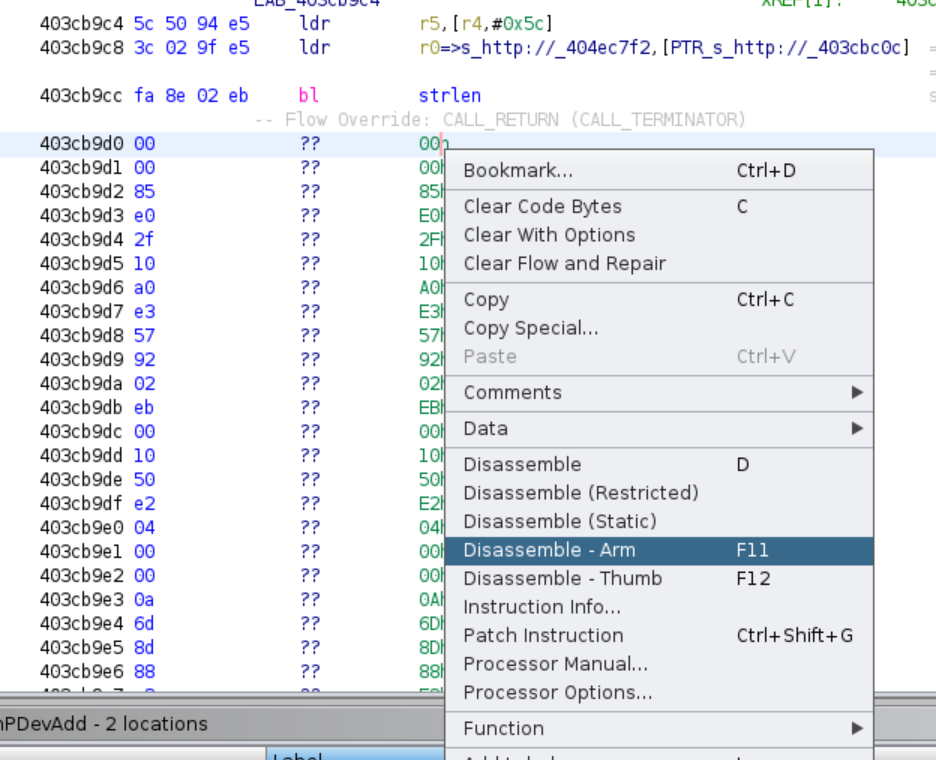 LAB_403cb9c4 XREF[1]: 403c
403cb9c4 5c 50 94 e5 ldr r5,[r4,#0x5c]
403cb9c8 3c 02 9f e5 ldr r0=>s_http://_404ec7f2,[PTR_s_http://_403cbc0c] =
=
403cb9cc fa 8e 02 eb bl strlen s
-- Flow Override: CALL_RETURN (CALL_TERMINATOR)
403cb9d0 00 ?? 00h
403cb9d1 00 ?? 00h
403cb9d2 85 ?? 85h
403cb9d3 e0 ?? E0h
403cb9d4 2f ?? 2Fh
403cb9d5 10 ?? 10h
403cb9d6 a0 ?? A0h
403cb9d7 e3 ?? E3h
403cb9d8 57 ?? 57h
403cb9d9 92 ?? 92h
403cb9da 02 ?? 02h
403cb9db eb ?? EBh
403cb9dc 00 ?? 00h
403cb9dd 10 ?? 10h
403cb9de 50 ?? 50h
403cb9df e2 ?? E2h
403cb9e0 04 ?? 04h
403cb9e1 00 ?? 00h
403cb9e2 00 ?? 00h
403cb9e3 0a ?? 0Ah
403cb9e4 6d ?? 6Dh
403cb9e5 8d ?? 8Dh
403cb9e6 88 ?? 88h
Bookmark... Ctrl+D
Clear Code Bytes C
Clear With Options
Clear Flow and Repair
Copy Ctrl+C
Copy Special...
Paste Ctrl+V
Comments
Data
Disassemble D
Disassemble (Restricted)
Disassemble (Static)
Disassemble - Arm F11
Disassemble - Thumb F12
Instruction Info...
Patch Instruction Ctrl+Shift+G
Processor Manual...
Processor Options...
Function
nPDevAdd - 2 locations
Label